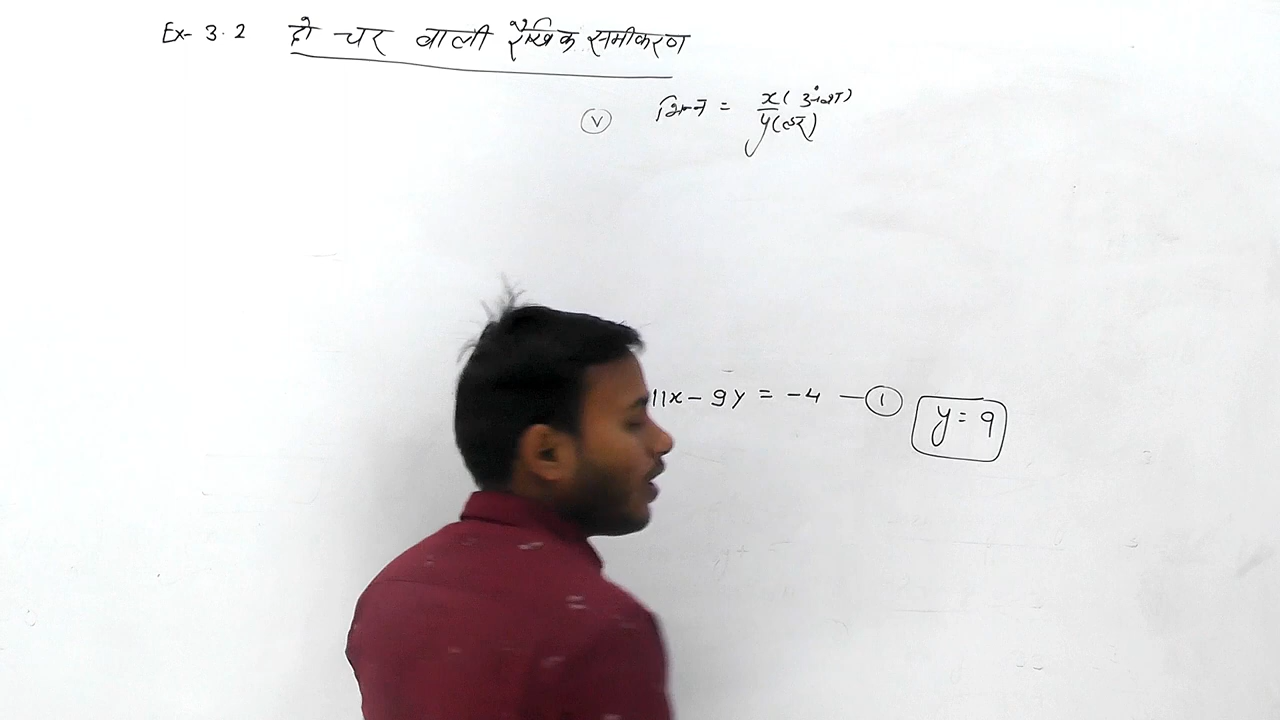 Ex- 3.2 दो चर वाली रैखिक समीकरण
(v) भिन्न = x(अंश)
y(हर)
11x - 9y = -4 — (1)
y = 9